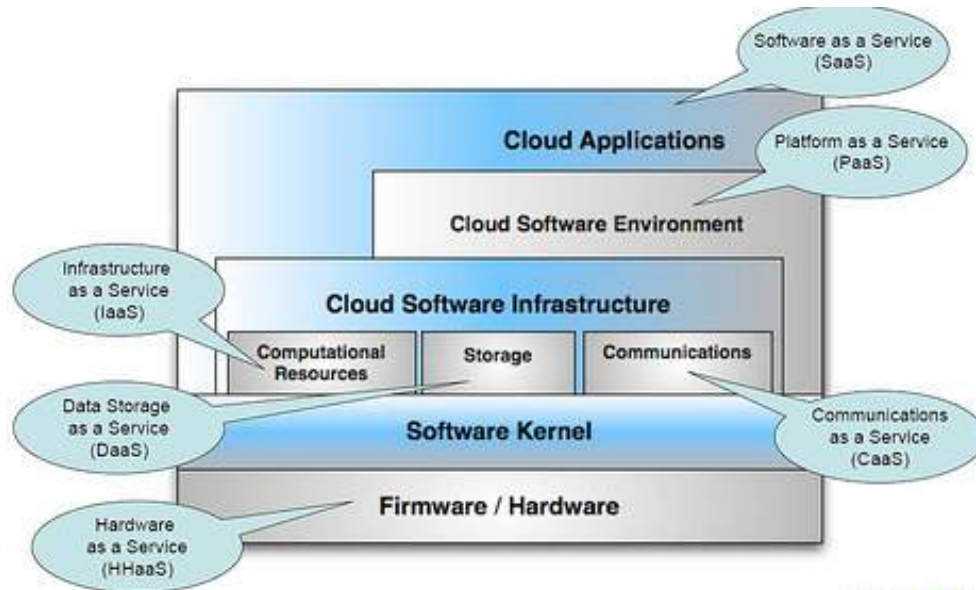 Software as a Service
(SaaS)
Cloud Applications
Platform as a Service
(PaaS)
Cloud Software Environment
Infrastructure
as a Service
(IaaS)
Cloud Software Infrastructure
Computational
Resources
Storage
Communications
Data Storage
as a Service
(DaaS)
Software Kernel
Communications
as a Service
(CaaS)
Firmware / Hardware
Hardware
as a Service
(HHaaS)